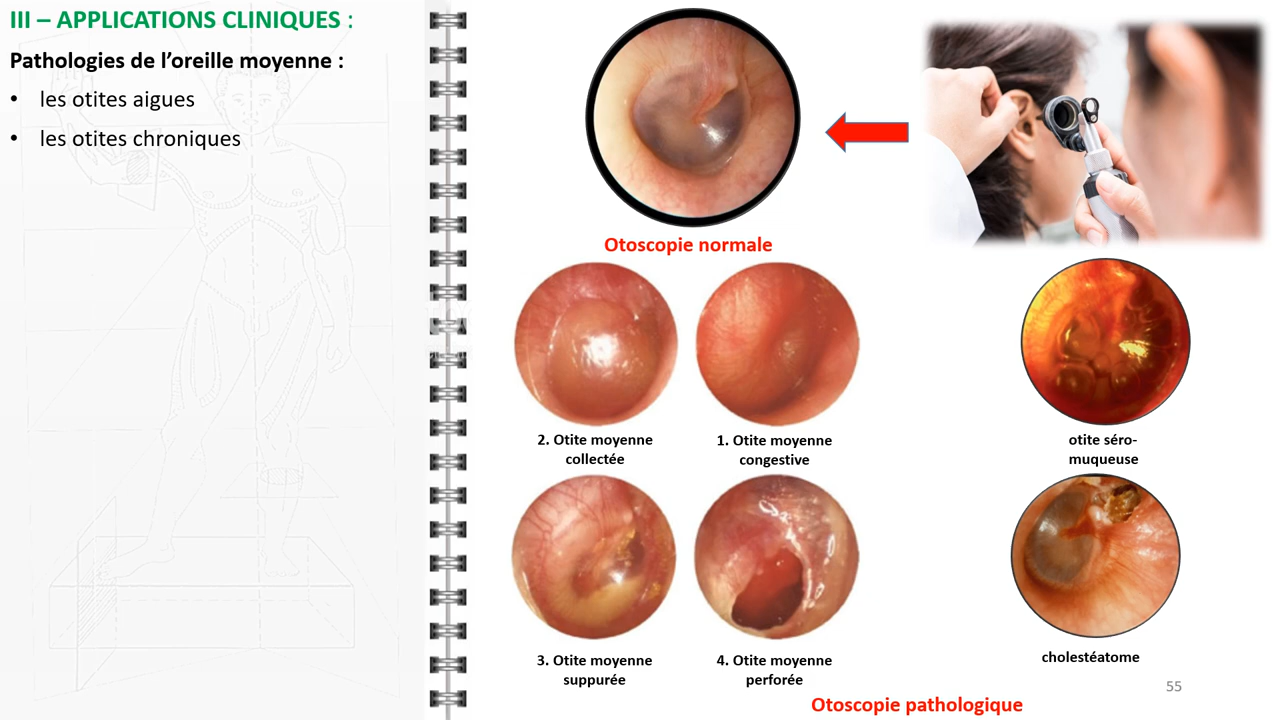 III – APPLICATIONS CLINIQUES :
Pathologies de l’oreille moyenne :
• les otites aigues
• les otites chroniques
Otoscopie normale
2. Otite moyenne
collectée
1. Otite moyenne
congestive
otite séro-
muqueuse
3. Otite moyenne
suppurée
4. Otite moyenne
perforée
cholestéatome
55
Otoscopie pathologique